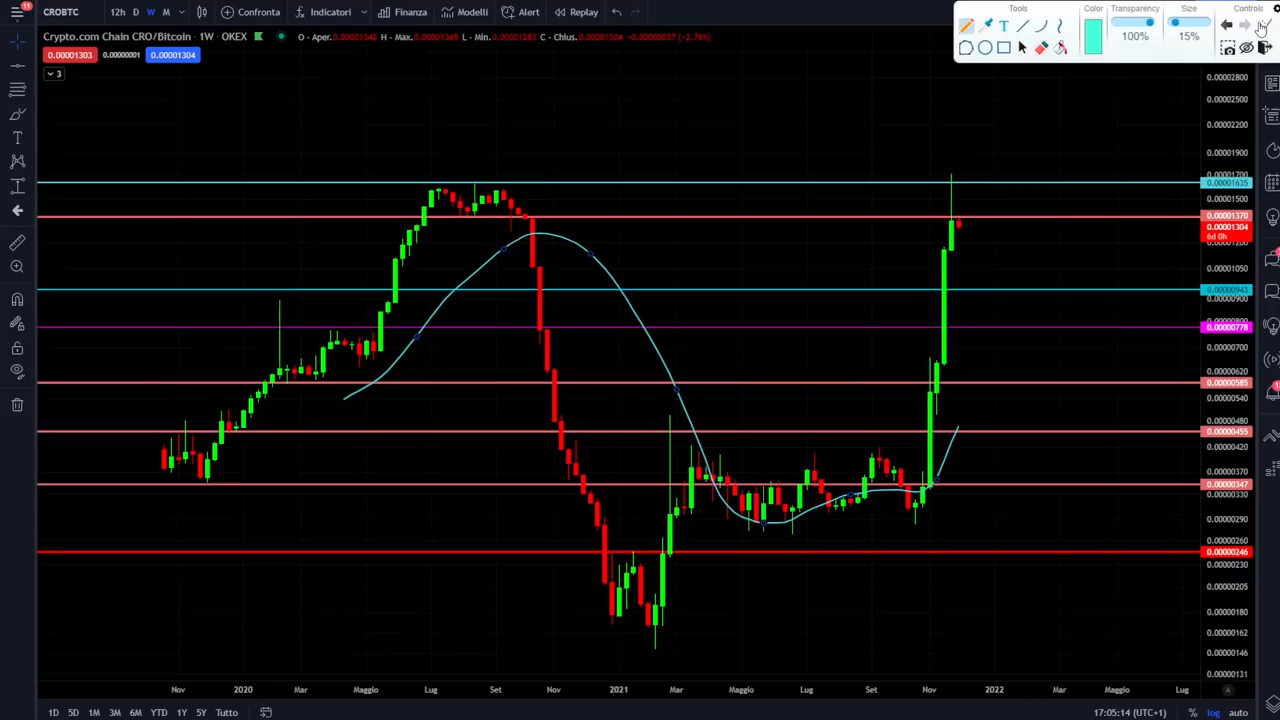 11
CROBTC
12h D W M
Confronta
Indicatori
Finanza
Modelli
Alert
Replay
Tools
Color
Transparency
Size
Controls
100%
15%
Crypto.com Chain CRO/Bitcoin · 1W · OKEX
O - Aper. 0.00001342 H - Max. 0.00001365 L - Min. 0.00001283 C - Chius. 0.00001304 −0.00000037 (−2.76%)
0.00001303 0.00000001 0.00001304
3
0.00002800
0.00002500
0.00002200
0.00001900
0.00001700
0.00001635
0.00001500
0.00001370
0.00001304
6d 0h
0.00001200
0.00001050
0.00000943
0.00000900
0.00000800
0.00000778
0.00000700
0.00000620
0.00000585
0.00000540
0.00000480
0.00000455
0.00000420
0.00000370
0.00000347
0.00000330
0.00000290
0.00000260
0.00000246
0.00000230
0.00000205
0.00000180
0.00000162
0.00000146
0.00000131
Nov 2020 Mar Maggio Lug Set Nov 2021 Mar Maggio Lug Set Nov 2022 Mar Maggio Lug
A
1D 5D 1M 3M 6M YTD 1Y 5Y Tutto
17:05:14 (UTC+1) % log auto